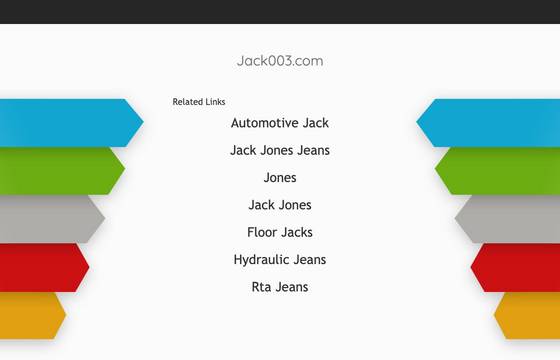 Jack003.com
Related Links
Automotive Jack
Jack Jones Jeans
Jones
Jack Jones
Floor Jacks
Hydraulic Jeans
Rta Jeans